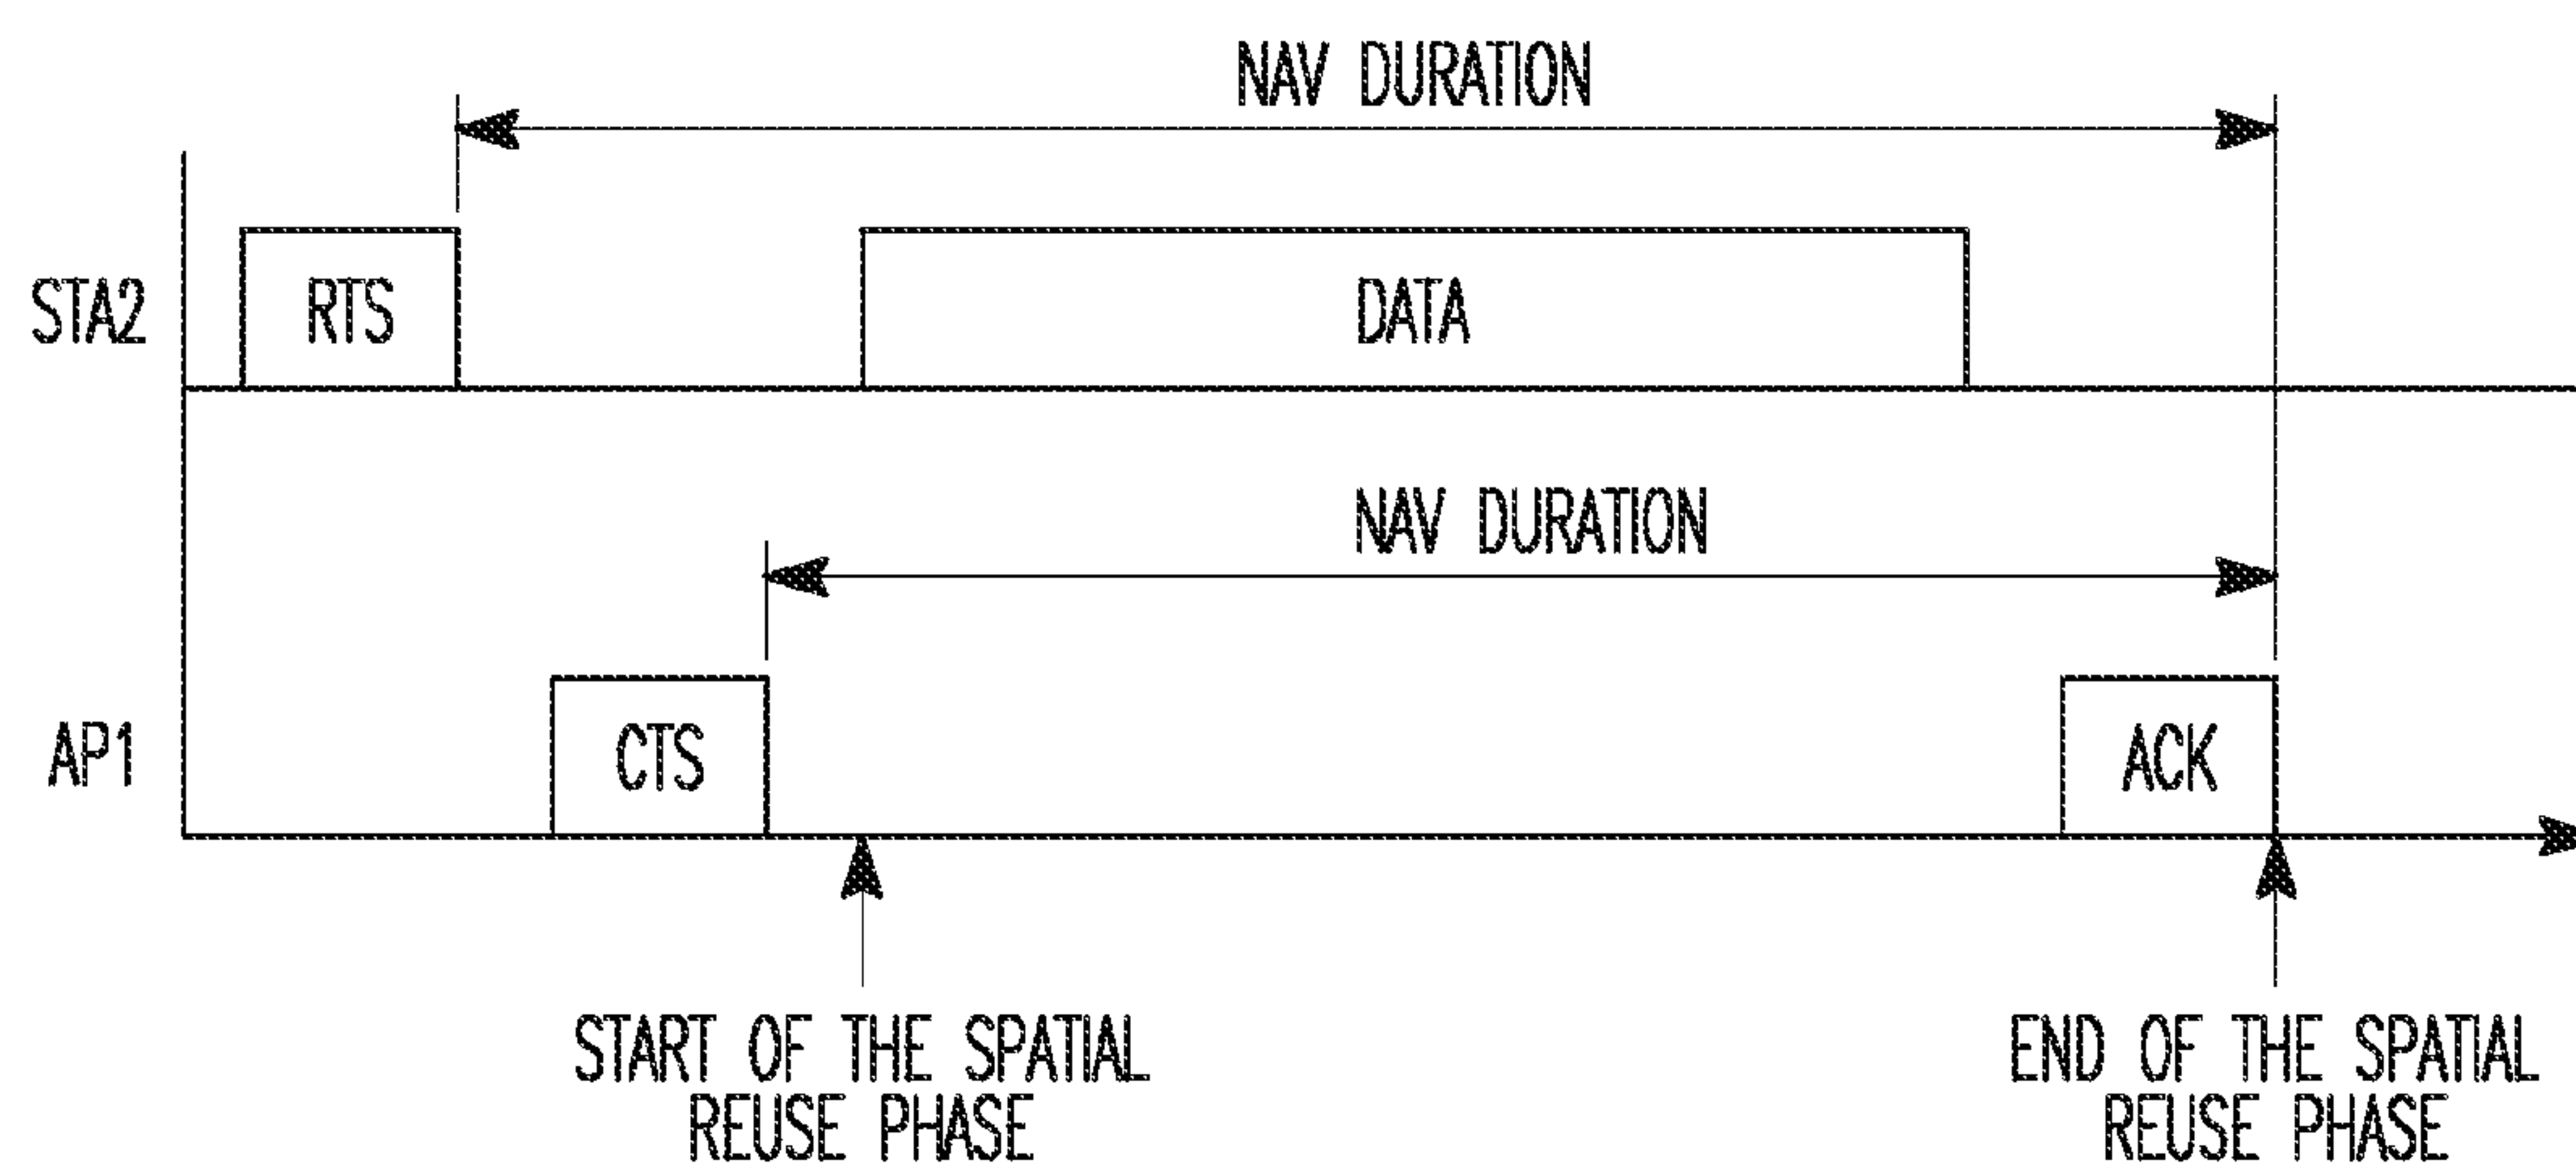 NAV DURATION
STA2
RTS
DATA
NAV DURATION
AP1
CTS
ACK
START OF THE SPATIAL
REUSE PHASE
END OF THE SPATIAL
REUSE PHASE